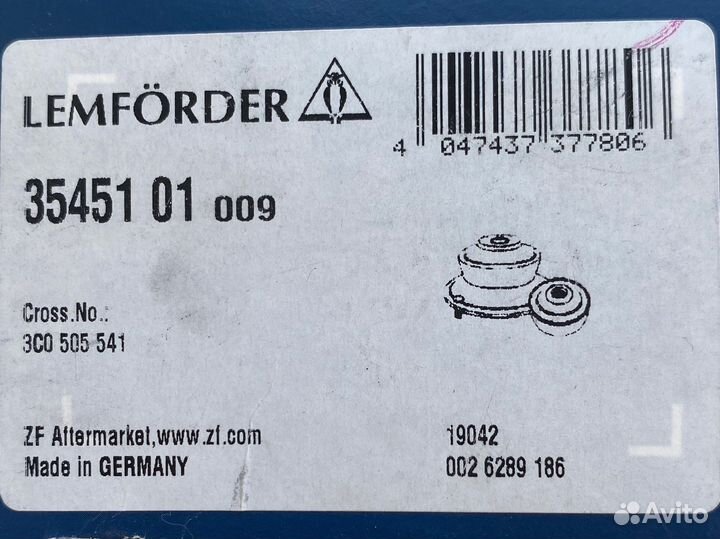 LEMFÖRDER
4 047437 377806
35451 01 009
Cross.No.:
3C0 505 541
ZF Aftermarket,www.zf.com
Made in GERMANY
19042
002 6289 186
Avito